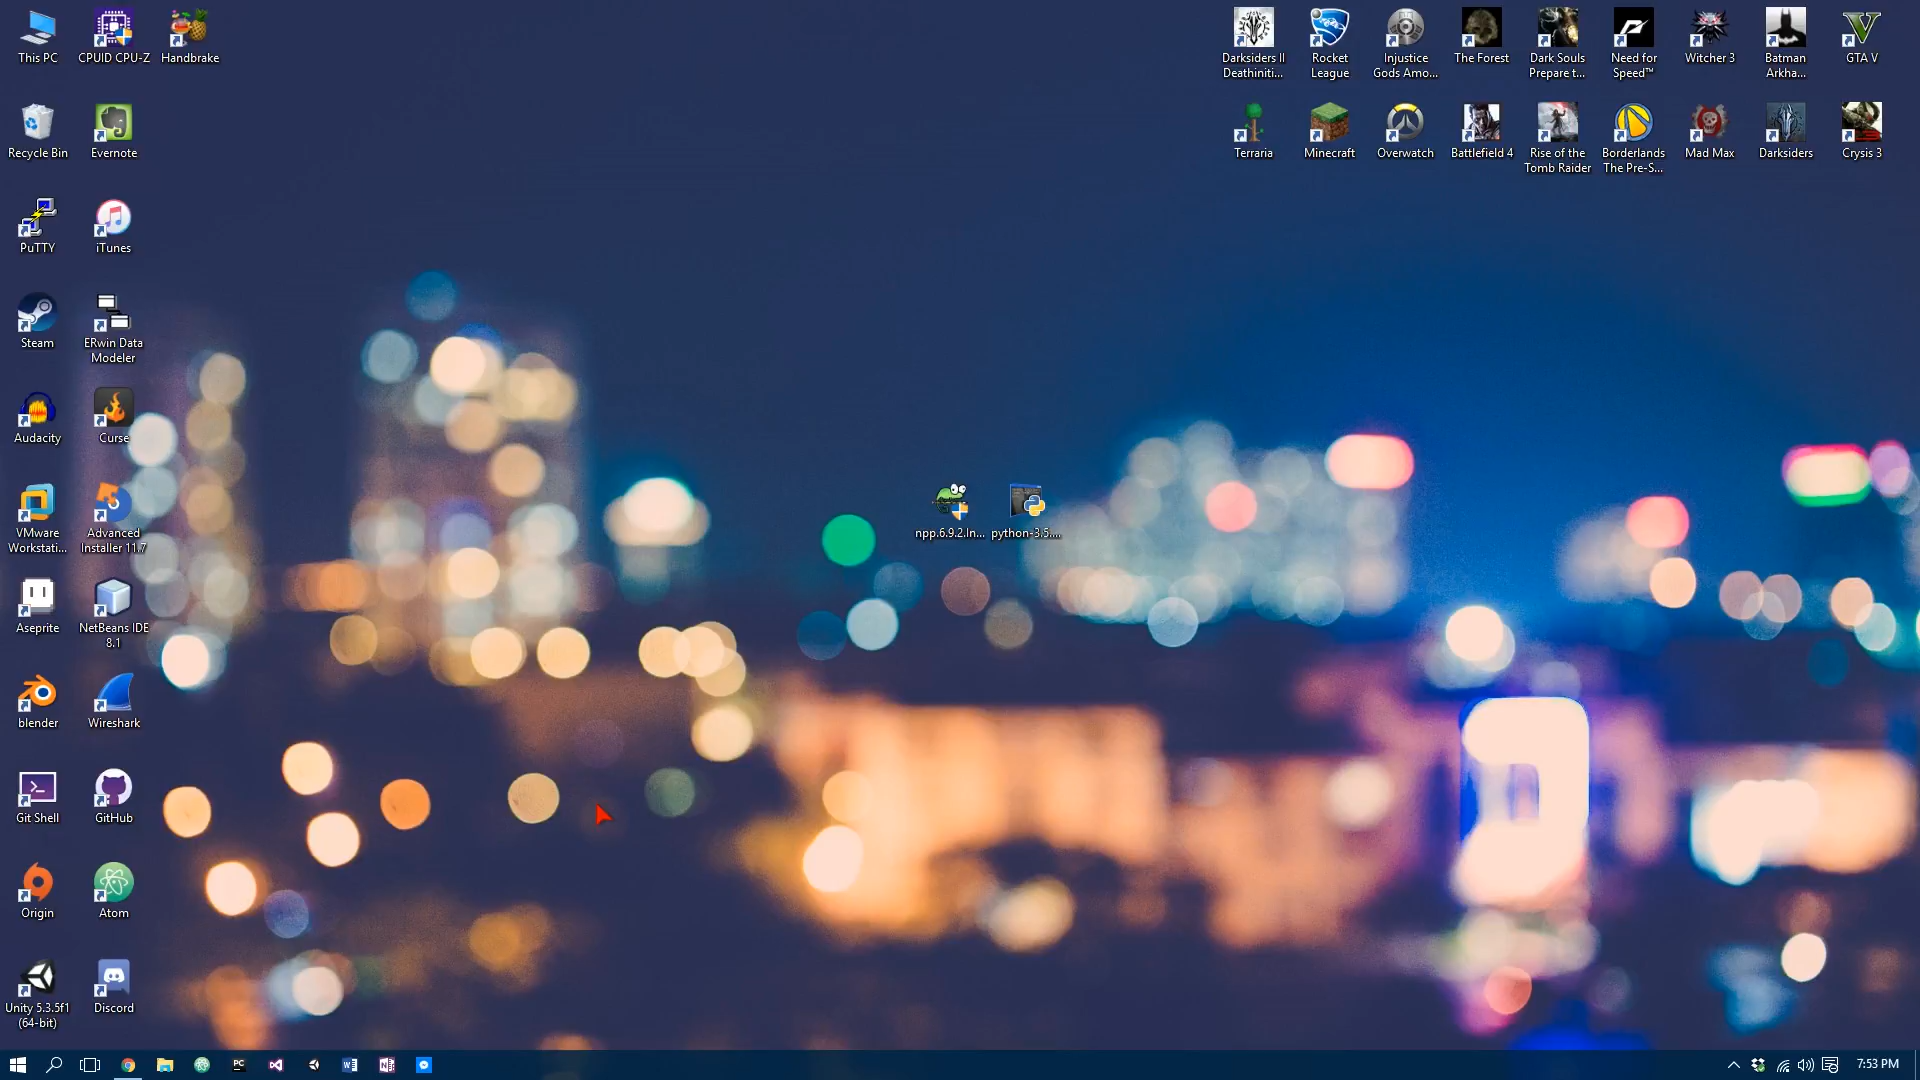 This PC
CPUID CPU-Z
Handbrake
Darksiders II
Deathiniti...
Rocket
League
Injustice
Gods Amo...
The Forest
Dark Souls
Prepare t...
Need for
Speed™
Witcher 3
Batman
Arkha...
GTA V
Recycle Bin
Evernote
Terraria
Minecraft
Overwatch
Battlefield 4
Rise of the
Tomb Raider
Borderlands
The Pre-S...
Mad Max
Darksiders
Crysis 3
PuTTY
iTunes
Steam
ERwin Data
Modeler
Audacity
Curse
VMware
Workstati...
Advanced
Installer 11.7
npp.6.9.2.In...
python-3.5....
Aseprite
NetBeans IDE
8.1
blender
Wireshark
Git Shell
GitHub
Origin
Atom
Unity 5.3.5f1
(64-bit)
Discord
7:53 PM